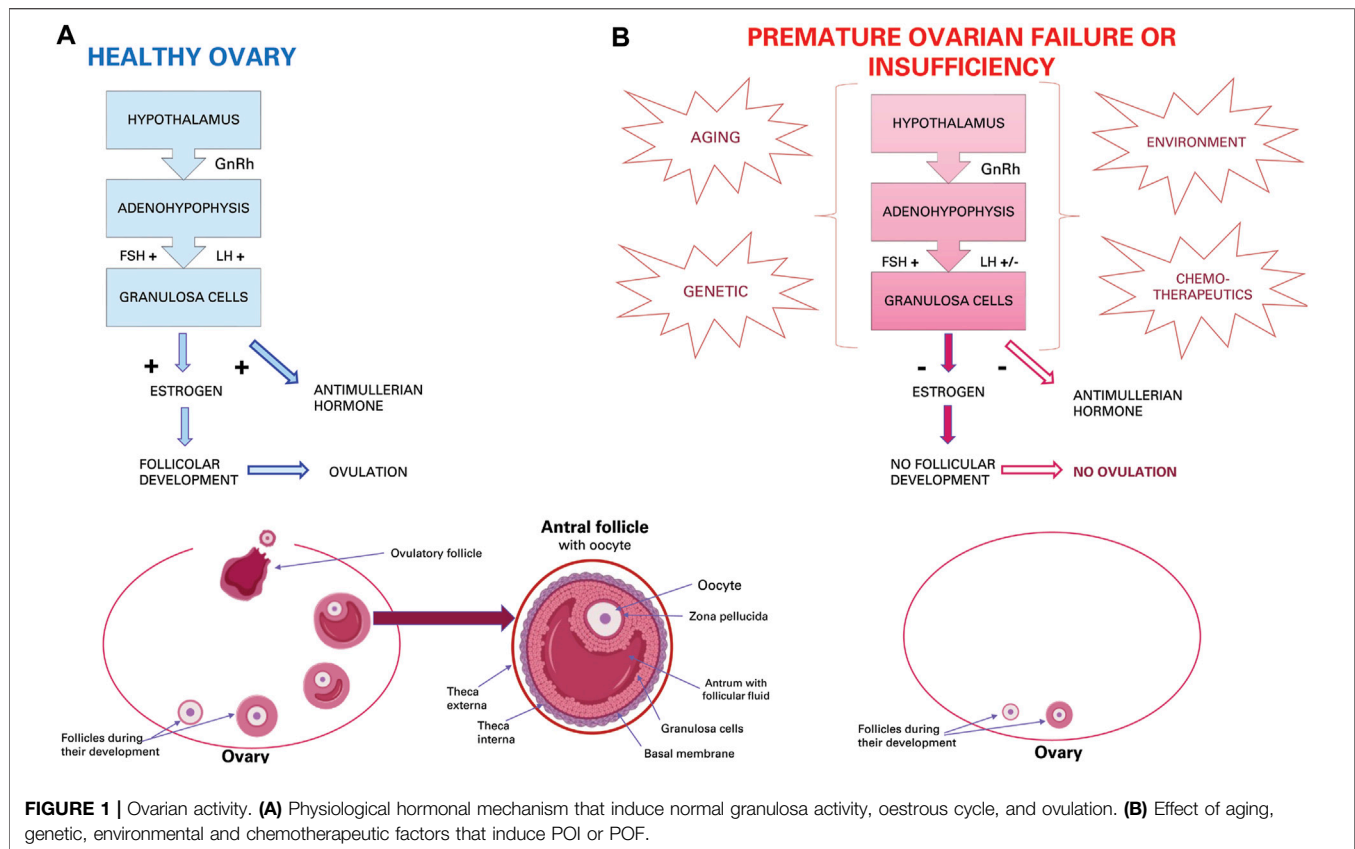 A
HEALTHY OVARY
HYPOTHALAMUS
GnRh
ADENOHYPOPHYSIS
FSH + LH +
GRANULOSA CELLS
+ +
ESTROGEN
ANTIMULLERIAN
HORMONE
FOLLICOLAR
DEVELOPMENT
OVULATION
Ovulatory follicle
Follicles during
their development
Ovary
Antral follicle
with oocyte
Oocyte
Zona pellucida
Antrum with
follicular fluid
Granulosa cells
Basal membrane
Theca
externa
Theca
interna
B
PREMATURE OVARIAN FAILURE OR
INSUFFICIENCY
AGING
GENETIC
HYPOTHALAMUS
GnRh
ADENOHYPOPHYSIS
FSH + LH +/-
GRANULOSA CELLS
ENVIRONMENT
CHEMO-
THERAPEUTICS
- -
ESTROGEN
ANTIMULLERIAN
HORMONE
NO FOLLICULAR
DEVELOPMENT
NO OVULATION
Follicles during
their development
Ovary
FIGURE 1 | Ovarian activity. (A) Physiological hormonal mechanism that induce normal granulosa activity, oestrous cycle, and ovulation. (B) Effect of aging,
genetic, environmental and chemotherapeutic factors that induce POI or POF.